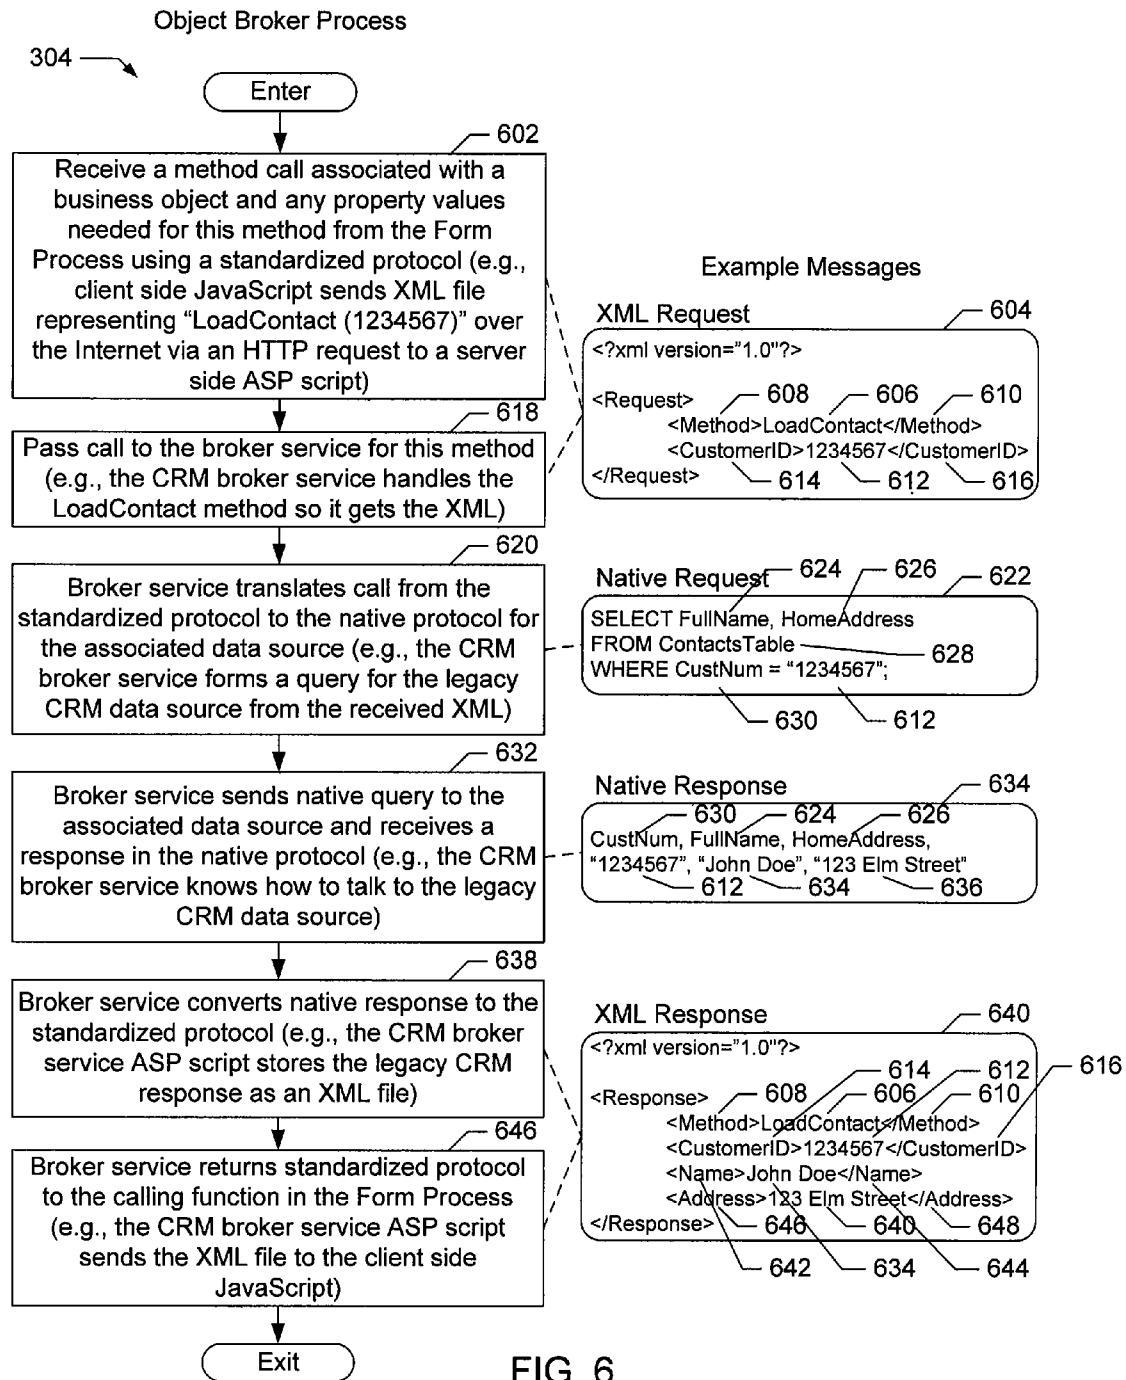 Object Broker Process
304
Enter
602
Receive a method call associated with a
business object and any property values
needed for this method from the Form
Process using a standardized protocol (e.g.,
client side JavaScript sends XML file
representing “LoadContact (1234567)” over
the Internet via an HTTP request to a server
side ASP script)
618
Pass call to the broker service for this method
(e.g., the CRM broker service handles the
LoadContact method so it gets the XML)
620
Broker service translates call from the
standardized protocol to the native protocol for
the associated data source (e.g., the CRM
broker service forms a query for the legacy
CRM data source from the received XML)
632
Broker service sends native query to the
associated data source and receives a
response in the native protocol (e.g., the CRM
broker service knows how to talk to the legacy
CRM data source)
638
Broker service converts native response to the
standardized protocol (e.g., the CRM broker
service ASP script stores the legacy CRM
response as an XML file)
646
Broker service returns standardized protocol
to the calling function in the Form Process
(e.g., the CRM broker service ASP script
sends the XML file to the client side
JavaScript)
Exit
Example Messages
XML Request
604
<?xml version=”1.0"?>
608 606 610
<Request>
<Method>LoadContact</Method>
<CustomerID>1234567</CustomerID>
</Request>
614 612 616
Native Request
624 626 622
SELECT FullName, HomeAddress
FROM ContactsTable
628
WHERE CustNum = “1234567”;
630 612
Native Response
634
630 624 626
CustNum, FullName, HomeAddress,
“1234567”, “John Doe”, “123 Elm Street”
612 634 636
XML Response
640
<?xml version=”1.0"?>
614 612 616
<Response>
608 606 610
<Method>LoadContact</Method>
<CustomerID>1234567</CustomerID>
<Name>John Doe</Name>
<Address>123 Elm Street</Address>
</Response>
646 640 648
642 634 644
FIG. 6